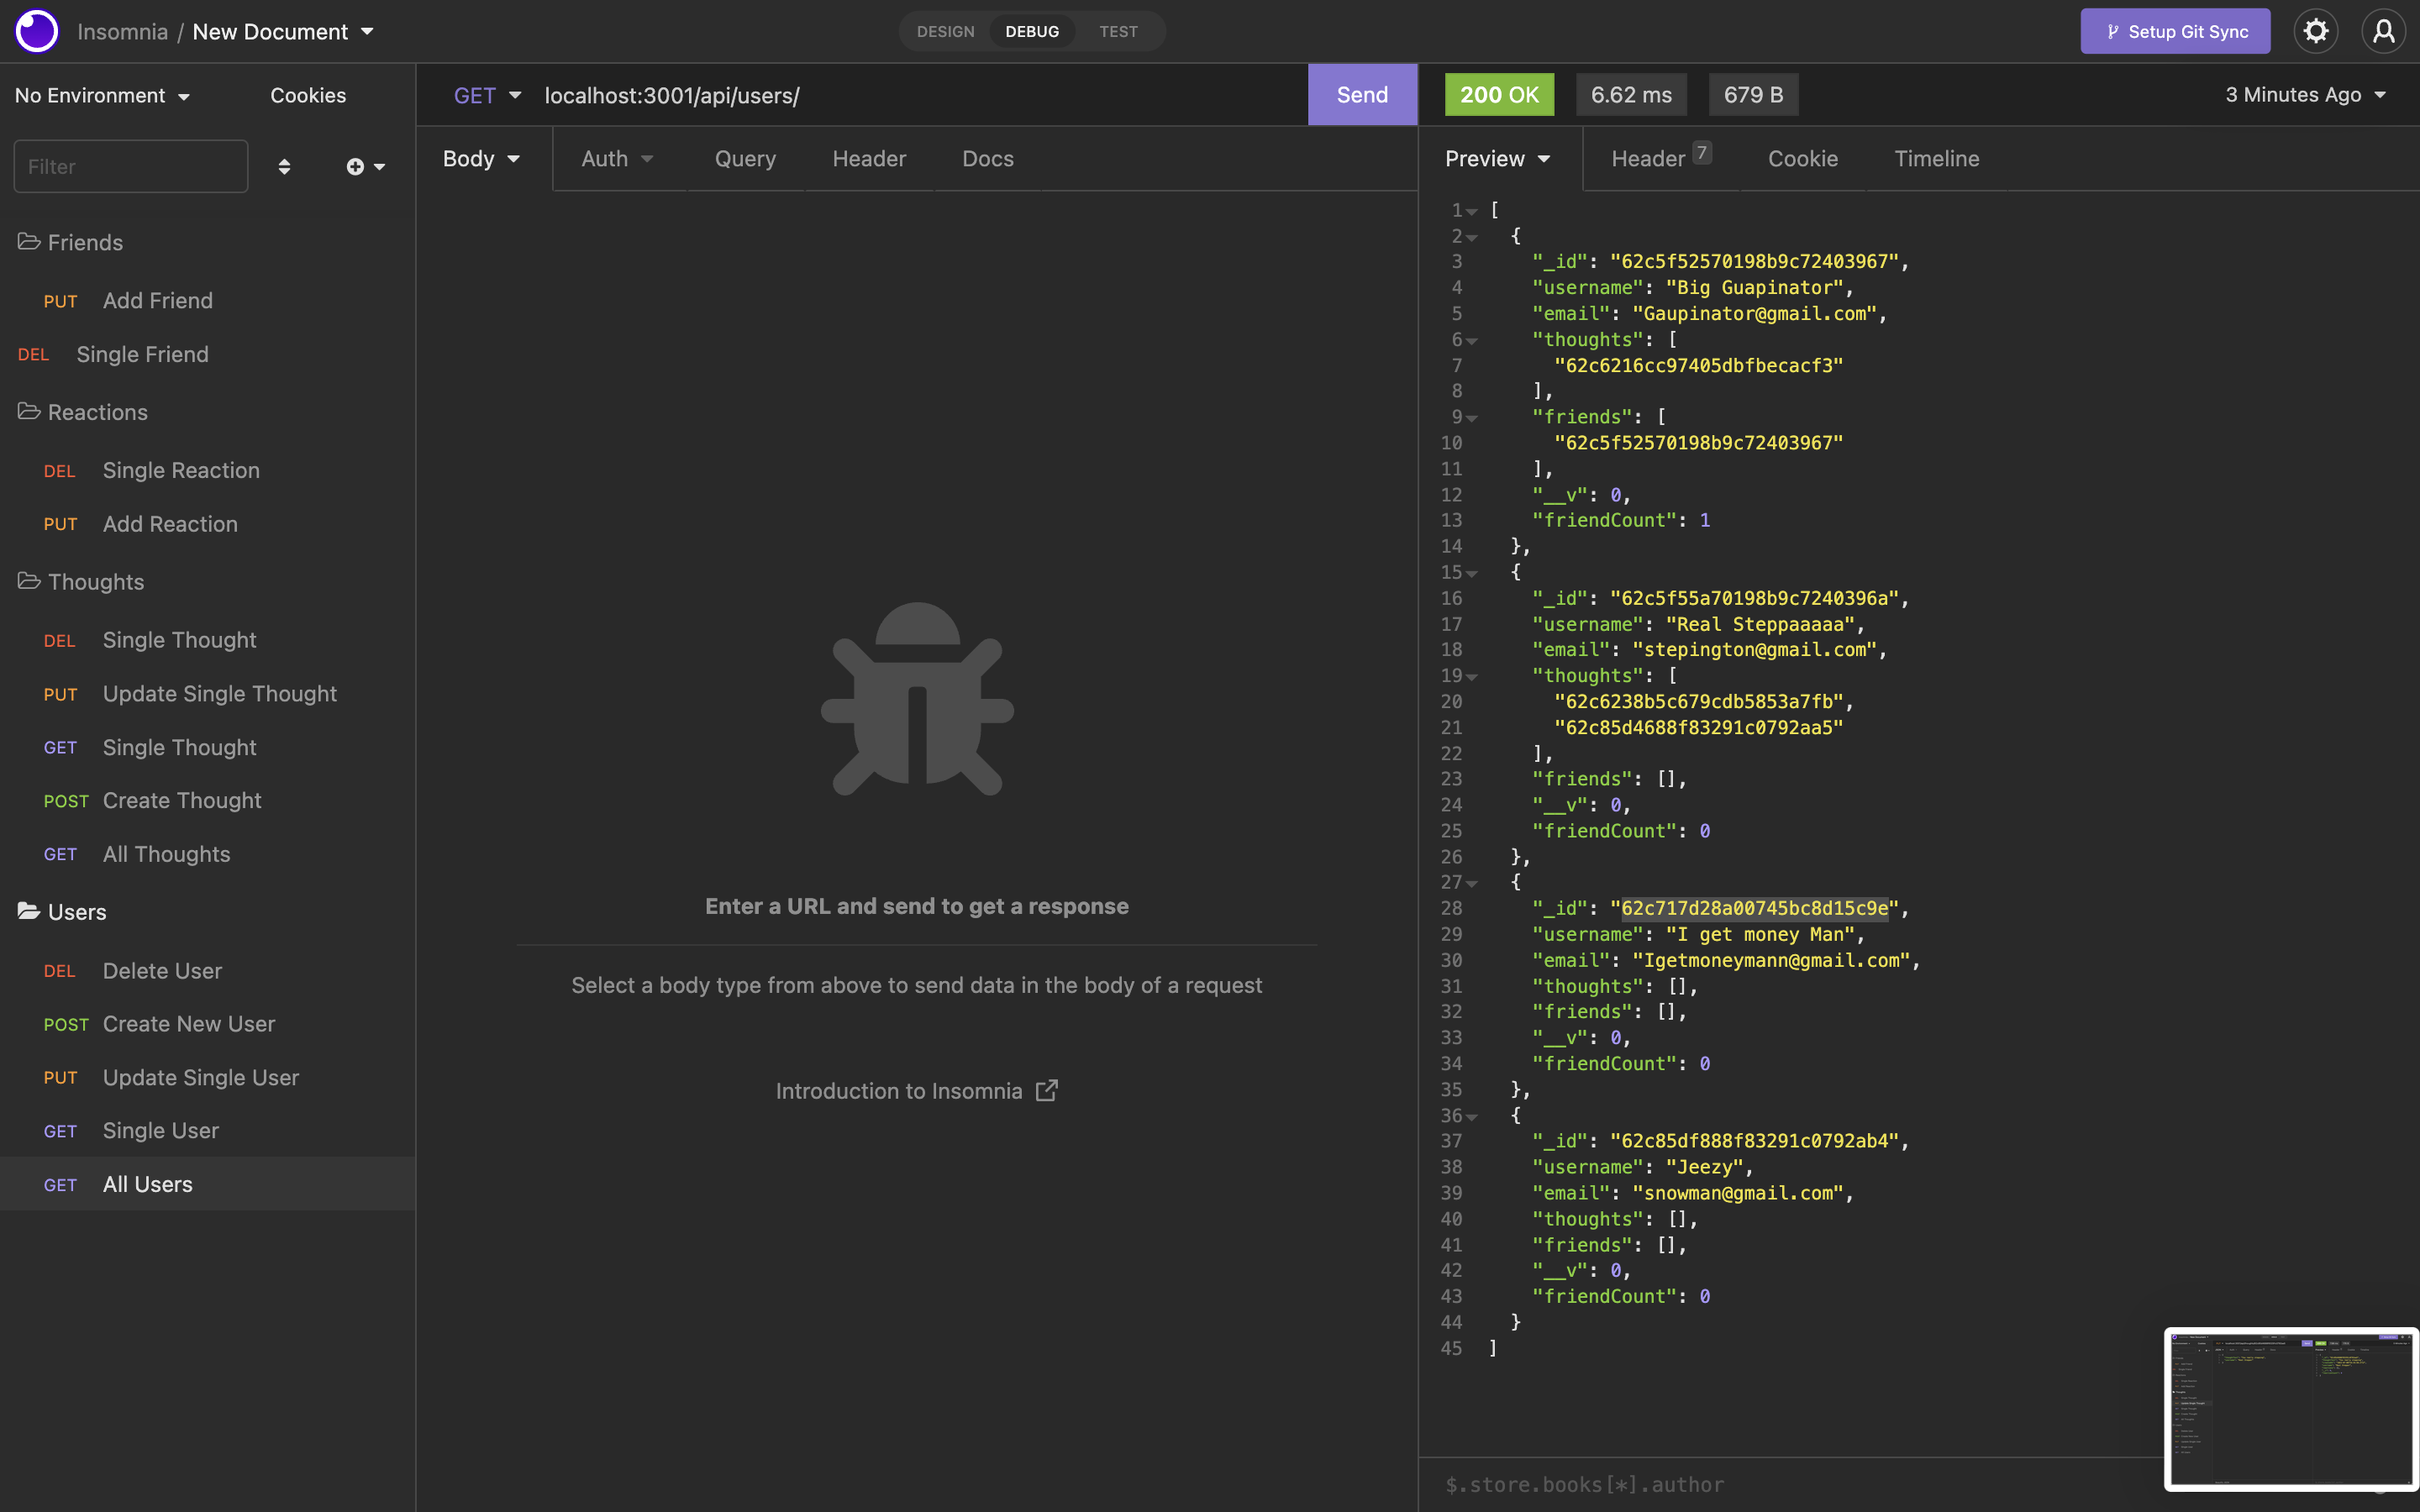 Insomnia / New Document
DESIGN DEBUG TEST
Setup Git Sync
No Environment Cookies
GET localhost:3001/api/users/ Send
200 OK 6.62 ms 679 B 3 Minutes Ago
Filter
Body Auth Query Header Docs
Preview Header 7 Cookie Timeline
Friends
PUT Add Friend
DEL Single Friend
Reactions
DEL Single Reaction
PUT Add Reaction
Thoughts
DEL Single Thought
PUT Update Single Thought
GET Single Thought
POST Create Thought
GET All Thoughts
Users
DEL Delete User
POST Create New User
PUT Update Single User
GET Single User
GET All Users
Enter a URL and send to get a response
Select a body type from above to send data in the body of a request
Introduction to Insomnia
1 [
2 {
3 "_id": "62c5f52570198b9c72403967",
4 "username": "Big Guapinator",
5 "email": "Gaupinator@gmail.com",
6 "thoughts": [
7 "62c6216cc97405dbfbecacf3"
8 ],
9 "friends": [
10 "62c5f52570198b9c72403967"
11 ],
12 "__v": 0,
13 "friendCount": 1
14 },
15 {
16 "_id": "62c5f55a70198b9c7240396a",
17 "username": "Real Steppaaaaa",
18 "email": "stepington@gmail.com",
19 "thoughts": [
20 "62c6238b5c679cdb5853a7fb",
21 "62c85d4688f83291c0792aa5"
22 ],
23 "friends": [],
24 "__v": 0,
25 "friendCount": 0
26 },
27 {
28 "_id": "62c717d28a00745bc8d15c9e",
29 "username": "I get money Man",
30 "email": "Igetmoneymann@gmail.com",
31 "thoughts": [],
32 "friends": [],
33 "__v": 0,
34 "friendCount": 0
35 },
36 {
37 "_id": "62c85df888f83291c0792ab4",
38 "username": "Jeezy",
39 "email": "snowman@gmail.com",
40 "thoughts": [],
41 "friends": [],
42 "__v": 0,
43 "friendCount": 0
44 }
45 ]
$.store.books[*].author